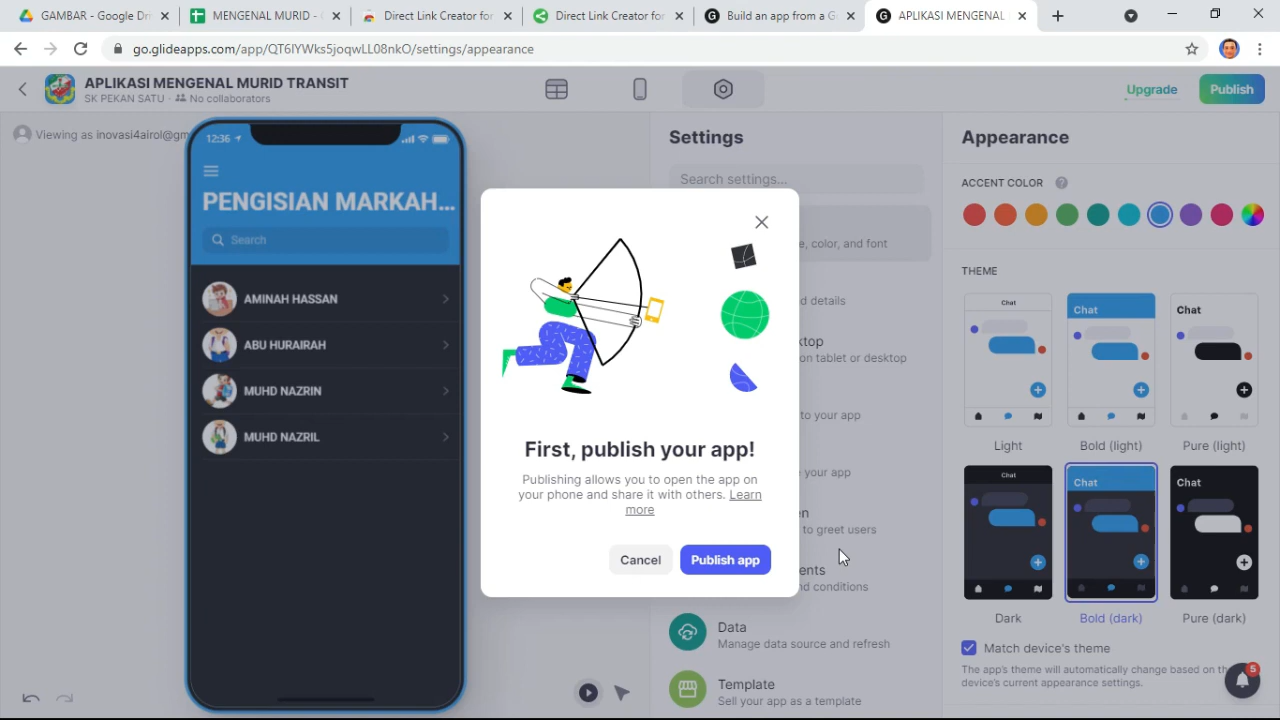 GAMBAR - Google Dri
MENGENAL MURID - 
Direct Link Creator for
Direct Link Creator for
Build an app from a G
APLIKASI MENGENAL
go.glideapps.com/app/QT6lYWks5joqwLL08nkO/settings/appearance
APLIKASI MENGENAL MURID TRANSIT
SK PEKAN SATU · No collaborators
Upgrade
Publish
Viewing as inovasi4airol@gm
12:36
PENGISIAN MARKAH...
Search
AMINAH HASSAN
ABU HURAIRAH
MUHD NAZRIN
MUHD NAZRIL
Settings
Search settings...
e, color, and font
nd details
ktop
on tablet or desktop
to your app
e your app
en
to greet users
ents
nd conditions
Data
Manage data source and refresh
Template
Sell your app as a template
First, publish your app!
Publishing allows you to open the app on
your phone and share it with others. Learn
more
Cancel
Publish app
Appearance
ACCENT COLOR
THEME
Chat
Chat
Chat
Light
Bold (light)
Pure (light)
Chat
Chat
Chat
Dark
Bold (dark)
Pure (dark)
Match device's theme
The app's theme will automatically change based on th
device's current appearance settings.
5